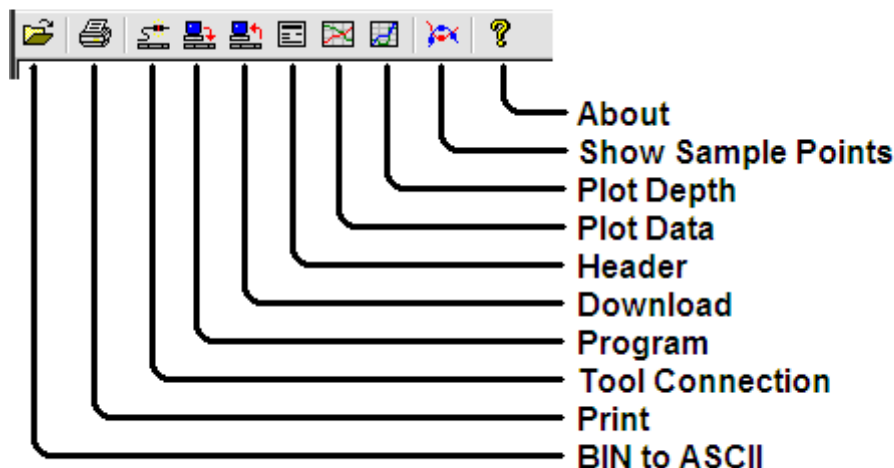 About
Show Sample Points
Plot Depth
Plot Data
Header
Download
Program
Tool Connection
Print
BIN to ASCII